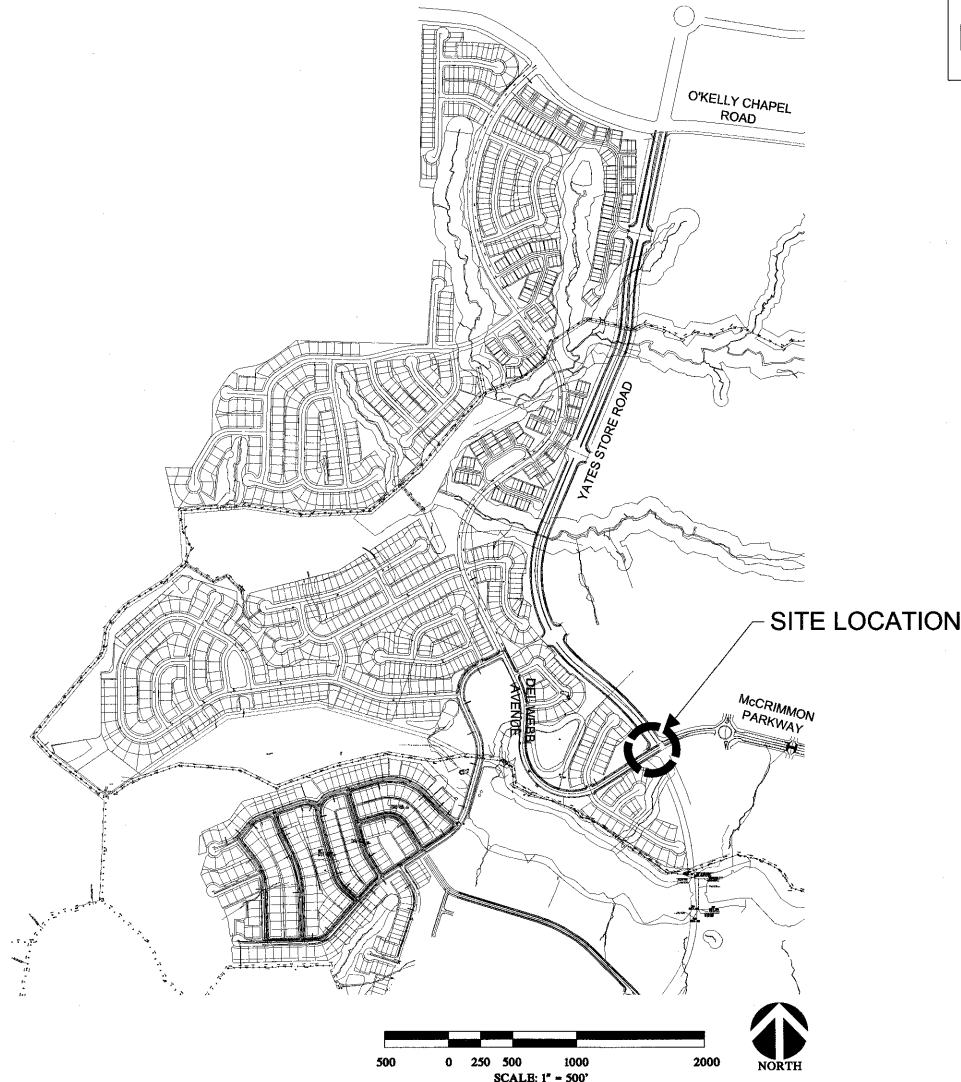 O'KELLY CHAPEL
ROAD
YATES STORE ROAD
SITE LOCATION
McCRIMMON
PARKWAY
DEL WEBB
AVENUE
500 0 250 500 1000 2000
SCALE: 1" = 500'
NORTH